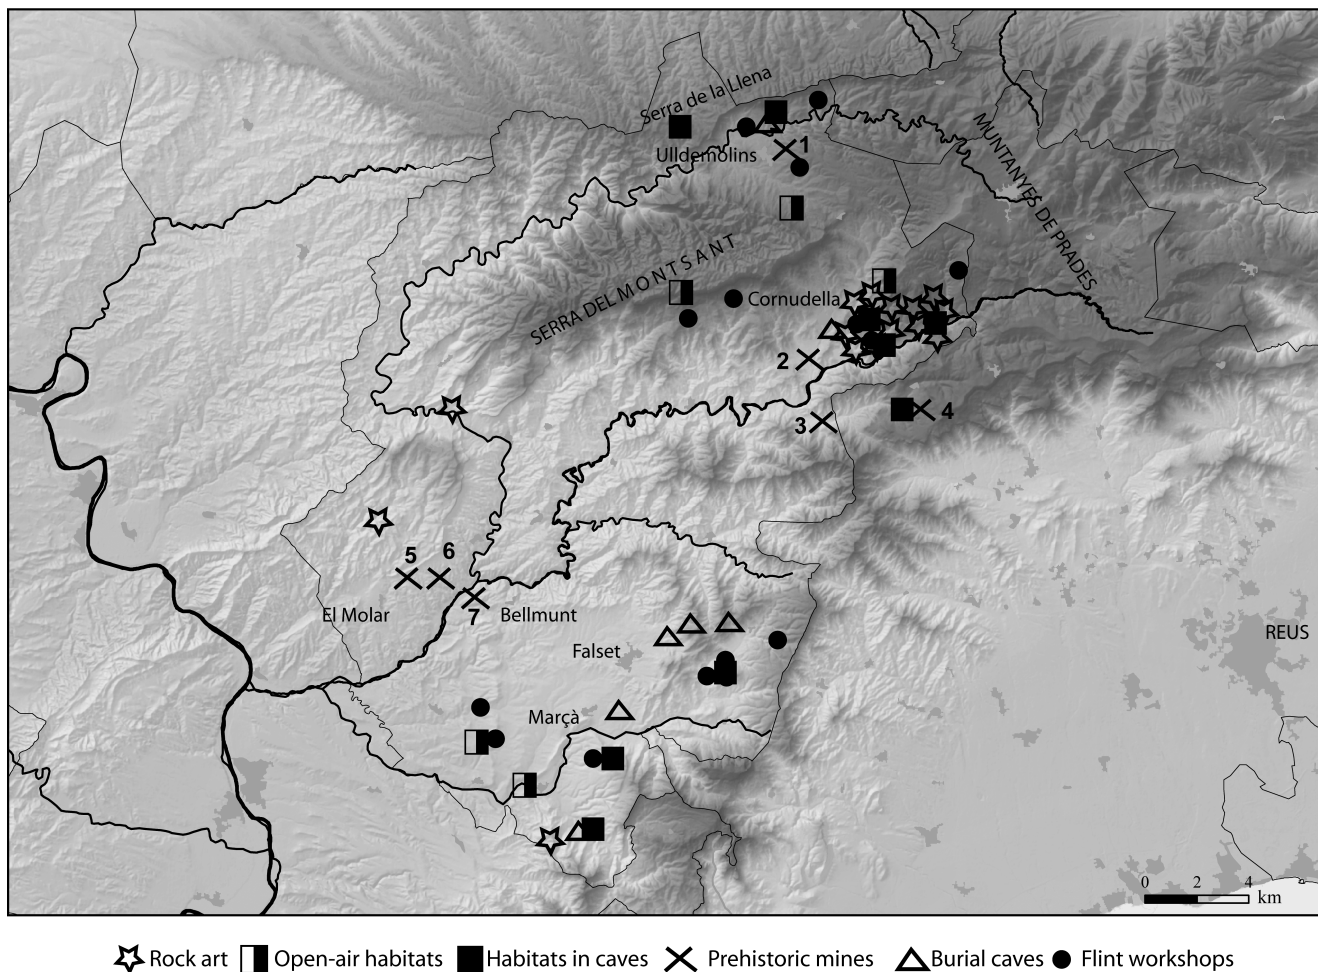 Serra de la Llena
MUNTANYES DE PRADES
Ulldemolins
1
SERRA DEL MONTSANT
Cornudella
2
3
4
5
6
El Molar
7
Bellmunt
Falset
REUS
Marçà
0 2 4
km
Rock art Open-air habitats Habitats in caves Prehistoric mines Burial caves Flint workshops